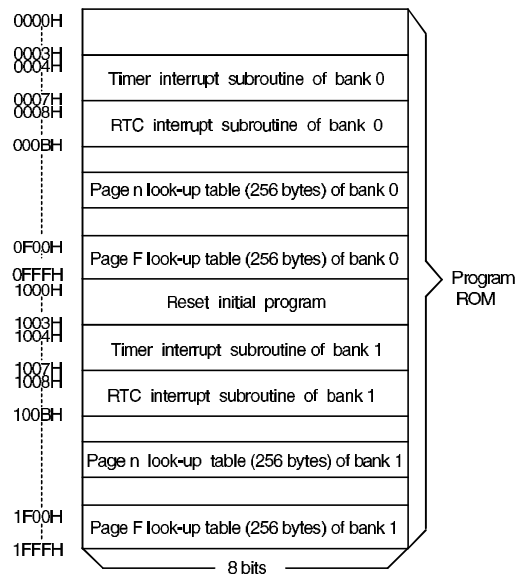 0000H
0003H
0004H
Timer interrupt subroutine of bank 0
0007H
0008H
RTC interrupt subroutine of bank 0
000BH
Page n look-up table (256 bytes) of bank 0
0F00H
Page F look-up table (256 bytes) of bank 0
0FFFH
1000H
Reset initial program
1003H
1004H
Timer interrupt subroutine of bank 1
1007H
1008H
RTC interrupt subroutine of bank 1
100BH
Page n look-up table (256 bytes) of bank 1
1F00H
Page F look-up table (256 bytes) of bank 1
1FFFH
8 bits
Program
ROM